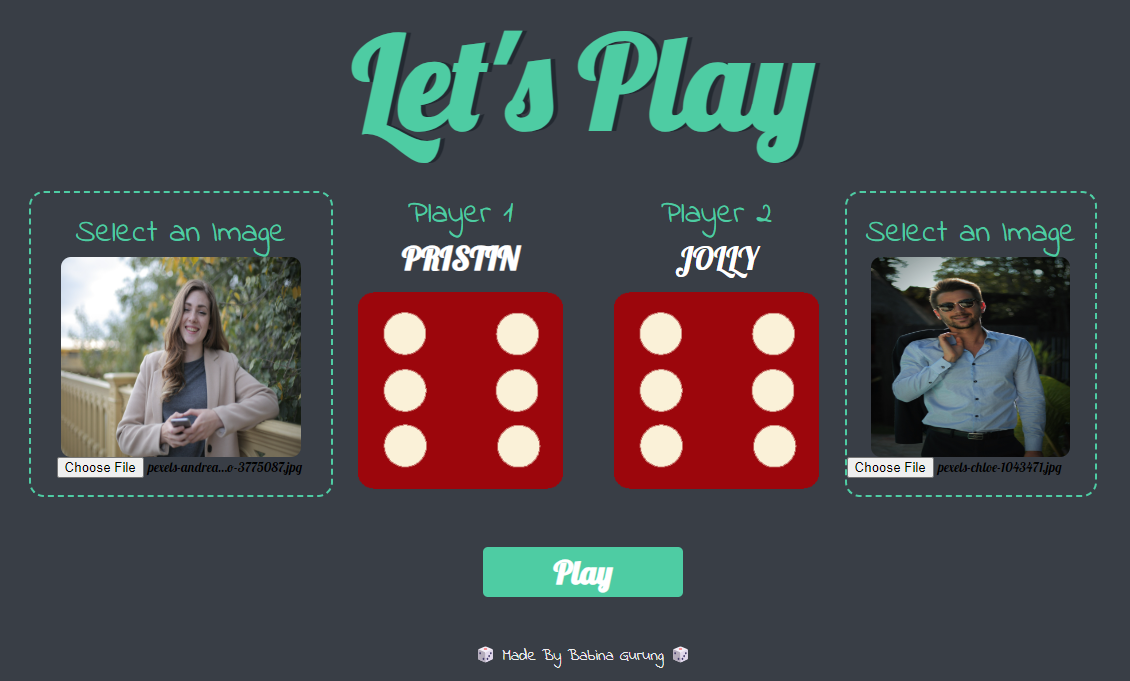 Let's Play
Select an Image
Player 1
Player 2
Select an Image
PRISTIN
JOLLY
Choose File pexels-andrea...o-3775087.jpg
Choose File pexels-chloe-1043471.jpg
Play
Made By Babina Gurung